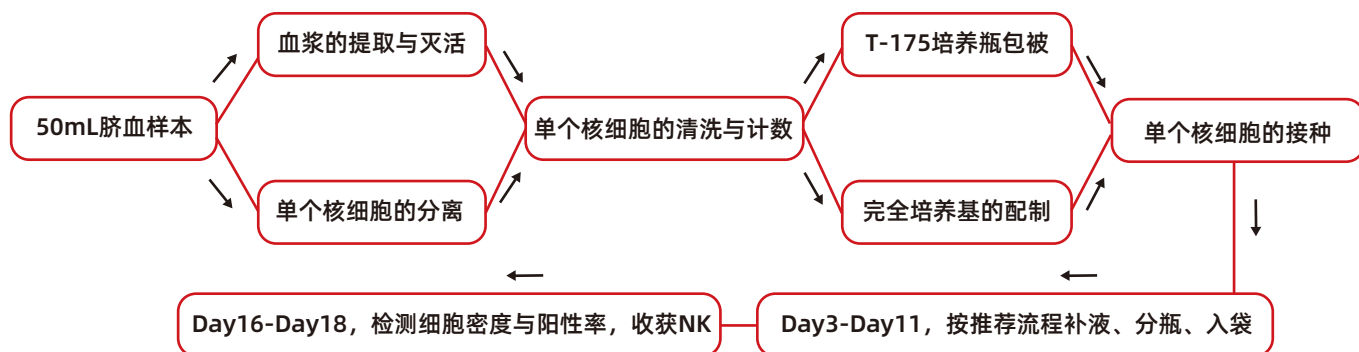 50mL脐血样本
血浆的提取与灭活
单个核细胞的分离
单个核细胞的清洗与计数
T-175培养瓶包被
完全培养基的配制
单个核细胞的接种
Day3-Day11，按推荐流程补液、分瓶、入袋
Day16-Day18，检测细胞密度与阳性率，收获NK